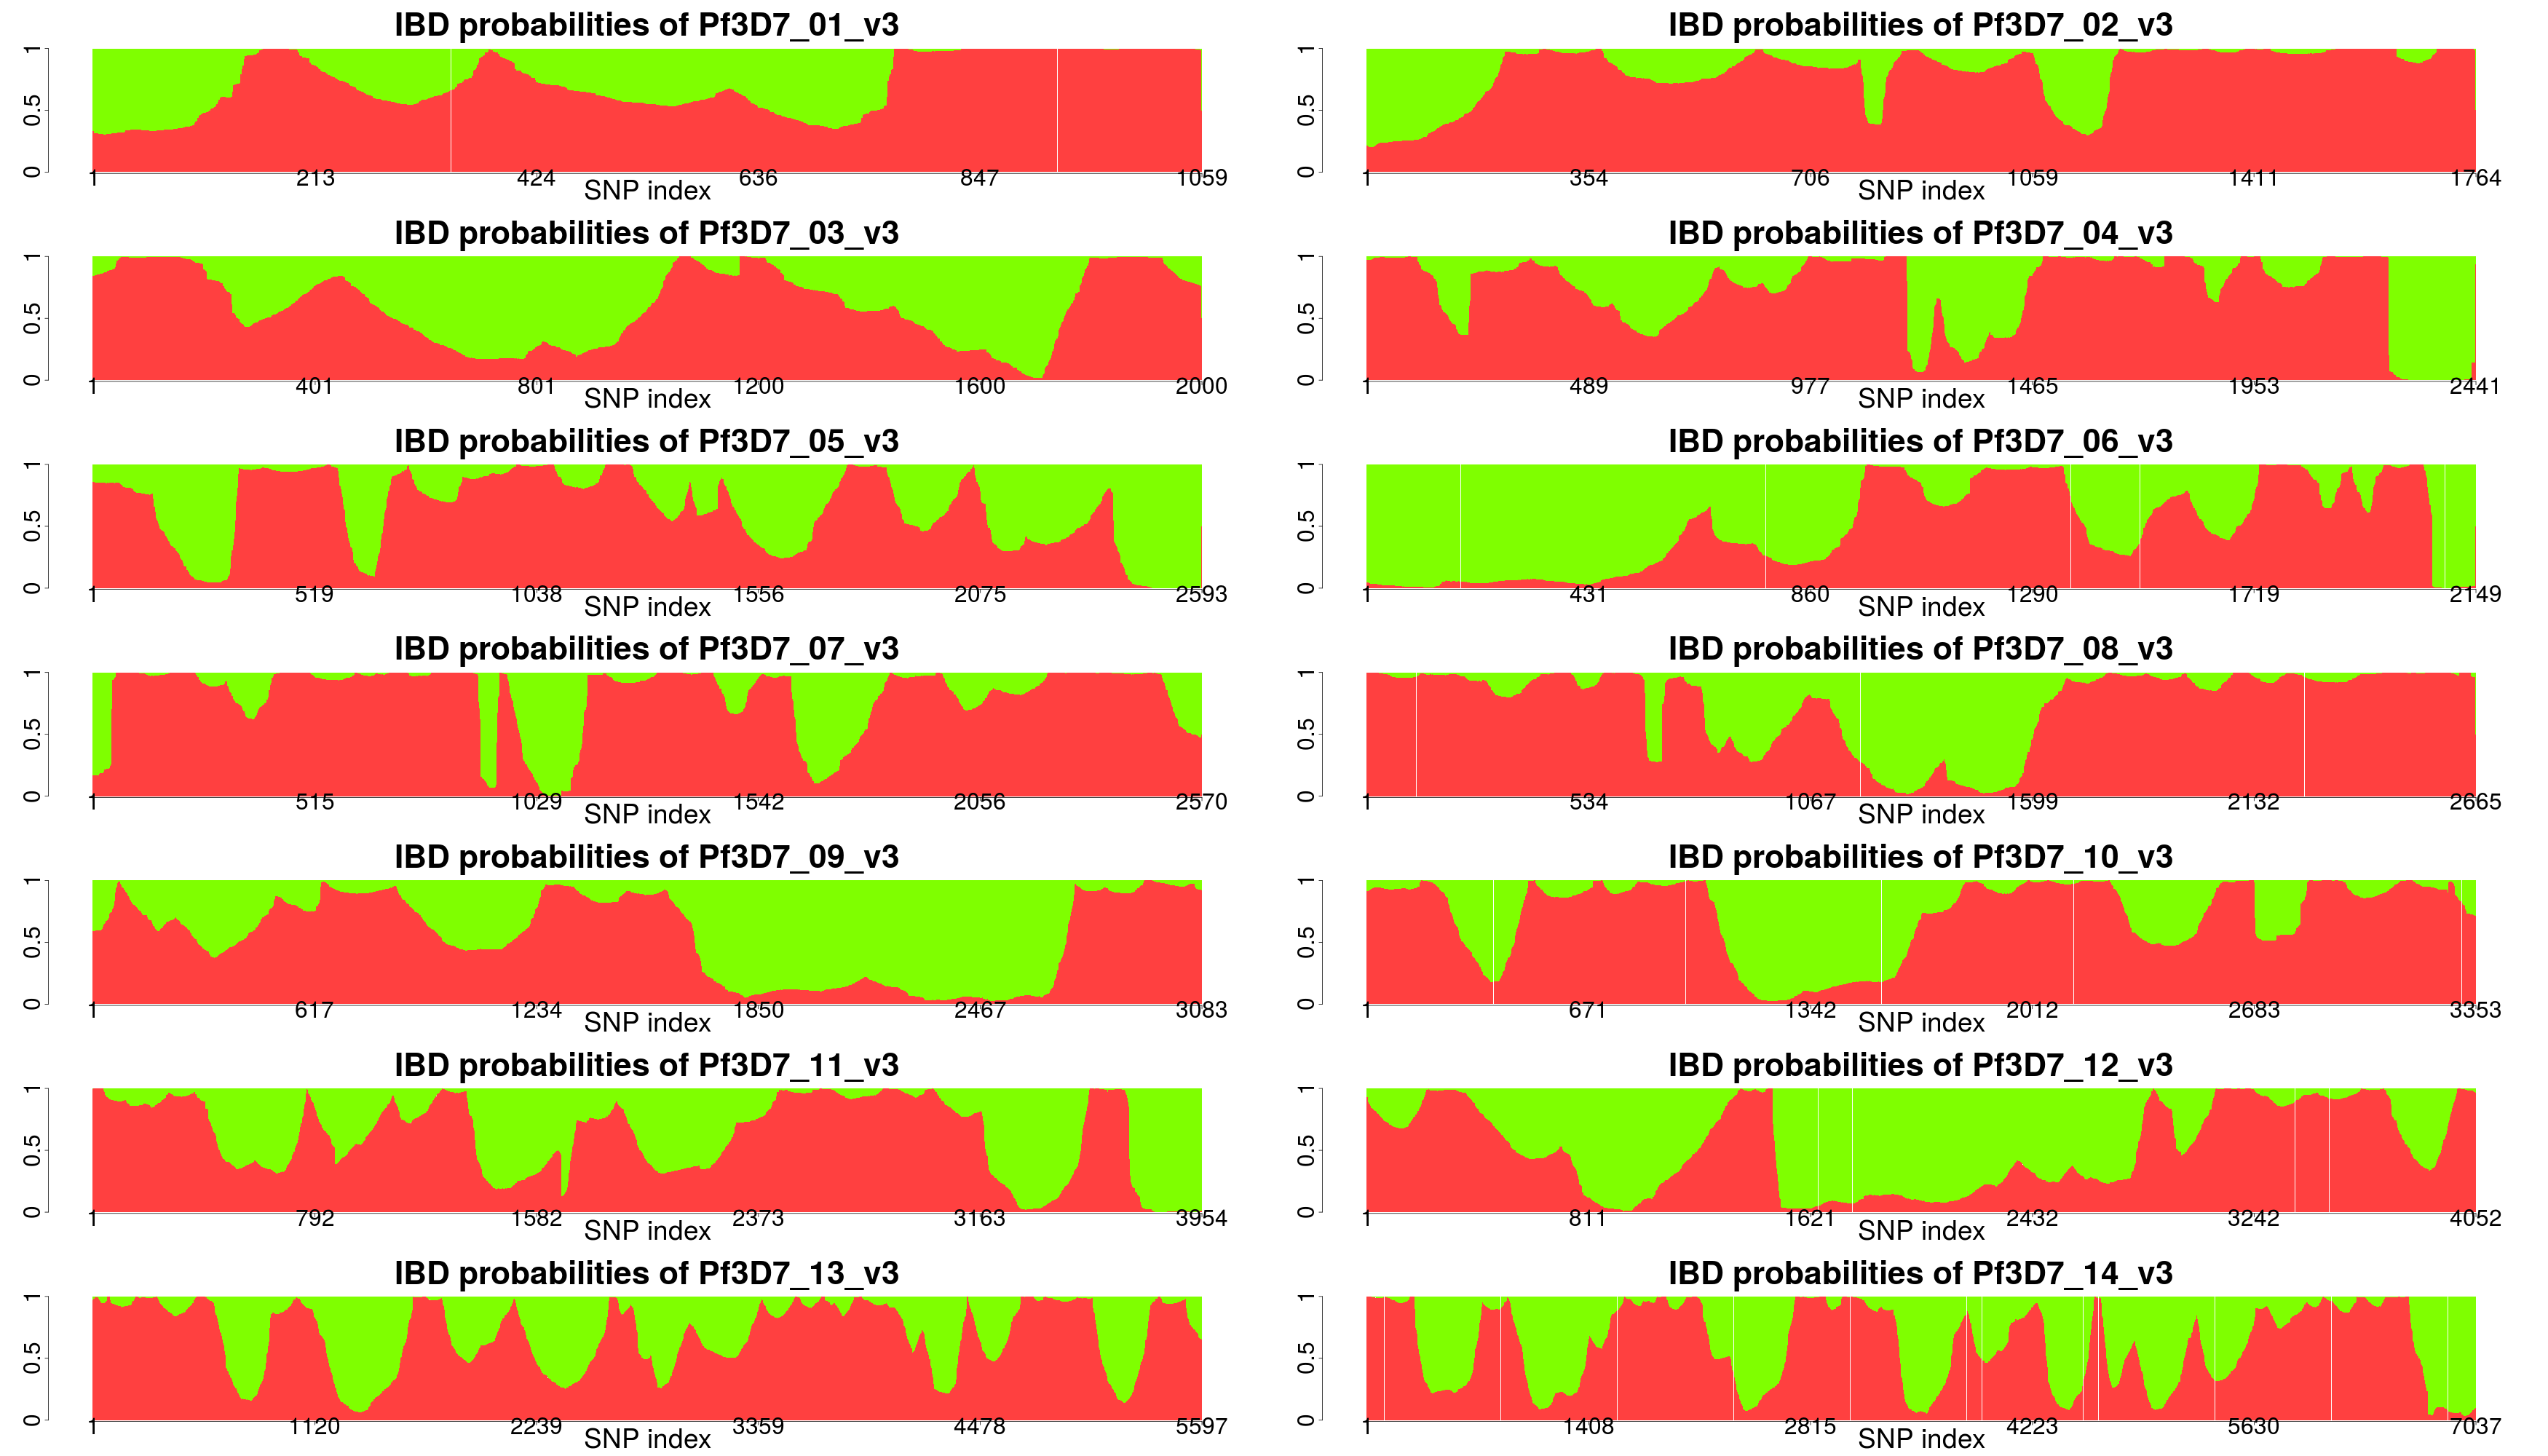 IBD probabilities of Pf3D7_01_v3
0 0.5 1
1 213 424 636 847 1059
SNP index
IBD probabilities of Pf3D7_02_v3
0 0.5 1
1 354 706 1059 1411 1764
SNP index
IBD probabilities of Pf3D7_03_v3
0 0.5 1
1 401 801 1200 1600 2000
SNP index
IBD probabilities of Pf3D7_04_v3
0 0.5 1
1 489 977 1465 1953 2441
SNP index
IBD probabilities of Pf3D7_05_v3
0 0.5 1
1 519 1038 1556 2075 2593
SNP index
IBD probabilities of Pf3D7_06_v3
0 0.5 1
1 431 860 1290 1719 2149
SNP index
IBD probabilities of Pf3D7_07_v3
0 0.5 1
1 515 1029 1542 2056 2570
SNP index
IBD probabilities of Pf3D7_08_v3
0 0.5 1
1 534 1067 1599 2132 2665
SNP index
IBD probabilities of Pf3D7_09_v3
0 0.5 1
1 617 1234 1850 2467 3083
SNP index
IBD probabilities of Pf3D7_10_v3
0 0.5 1
1 671 1342 2012 2683 3353
SNP index
IBD probabilities of Pf3D7_11_v3
0 0.5 1
1 792 1582 2373 3163 3954
SNP index
IBD probabilities of Pf3D7_12_v3
0 0.5 1
1 811 1621 2432 3242 4052
SNP index
IBD probabilities of Pf3D7_13_v3
0 0.5 1
1 1120 2239 3359 4478 5597
SNP index
IBD probabilities of Pf3D7_14_v3
0 0.5 1
1 1408 2815 4223 5630 7037
SNP index